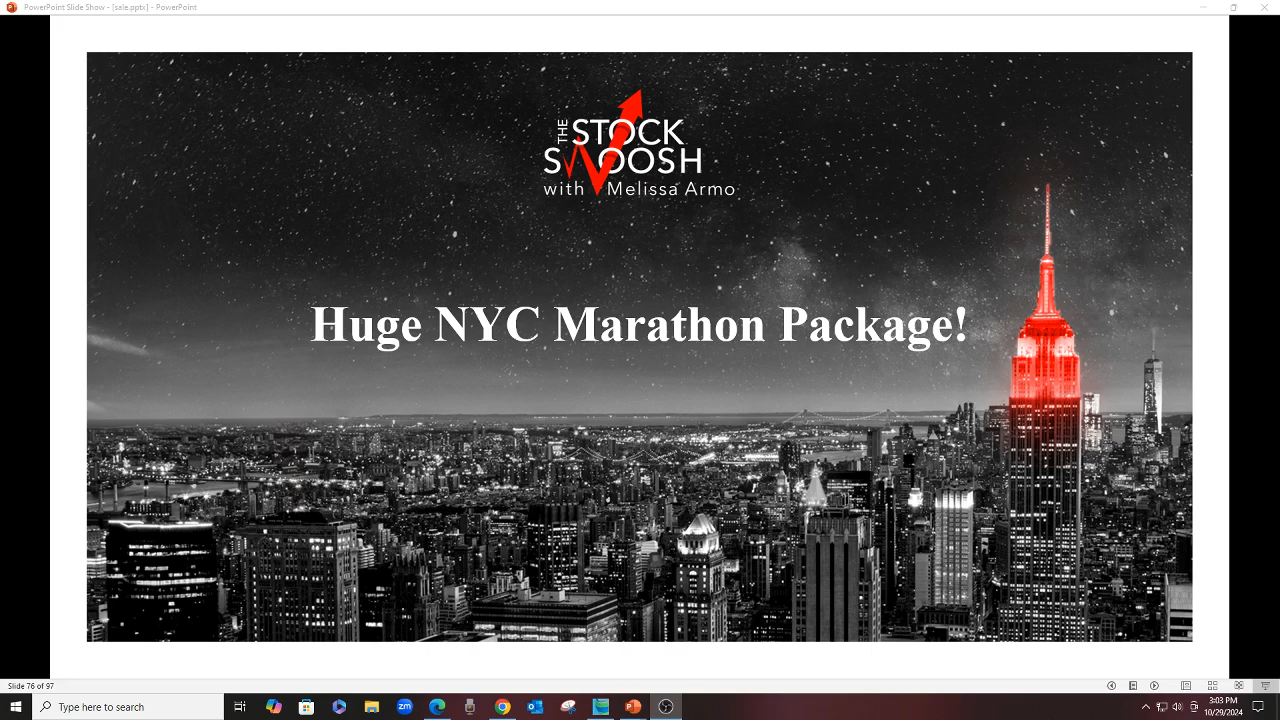 PowerPoint Slide Show - [sale.pptx] - PowerPoint
THE STOCK
SWOOSH
with Melissa Armo
Huge NYC Marathon Package!
Slide 76 of 97
Type here to search
zm
3:03 PM
10/29/2024